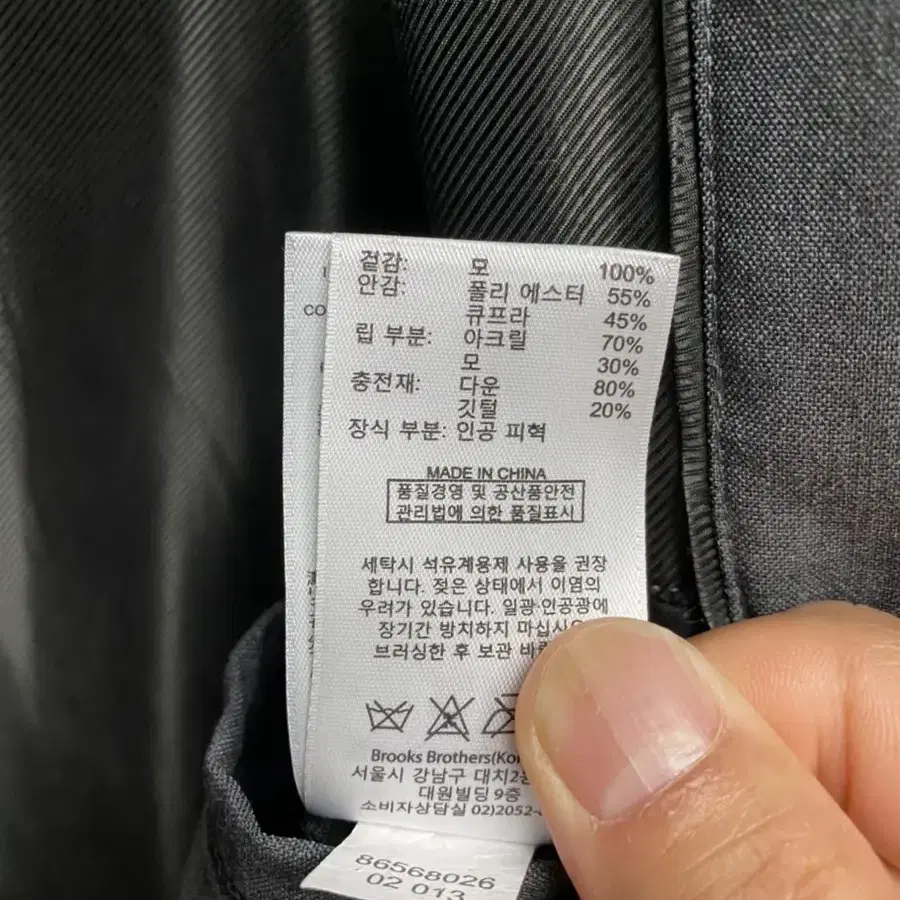 겉감: 모 100%
안감: 폴리 에스터 55%
큐프라 45%
립 부분: 아크릴 70%
모 30%
충전재: 다운 80%
깃털 20%
장식 부분: 인공 피혁
MADE IN CHINA
품질경영 및 공산품안전
관리법에 의한 품질표시
세탁시 석유계용제 사용을 권장
합니다. 젖은 상태에서 이염의
우려가 있습니다. 일광·인공광에
장기간 방치하지 마십시오
브러싱한 후 보관
Brooks Brothers
서울시 강남구
대원빌딩 9층
소비자상담실 02)2052-
86568026
02 013
CO